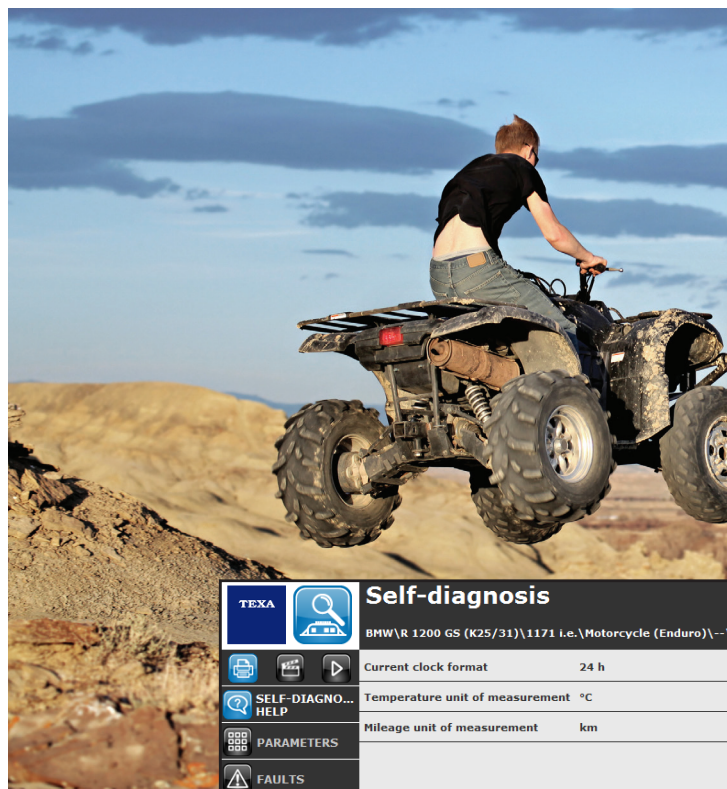 TEXA
Self-diagnosis
BMW\R 1200 GS (K25/31)\1171 i.e.\Motorcycle (Enduro)\--\
Current clock format 24 h
SELF-DIAGNO...
HELP
Temperature unit of measurement °C
PARAMETERS
Mileage unit of measurement km
FAULTS